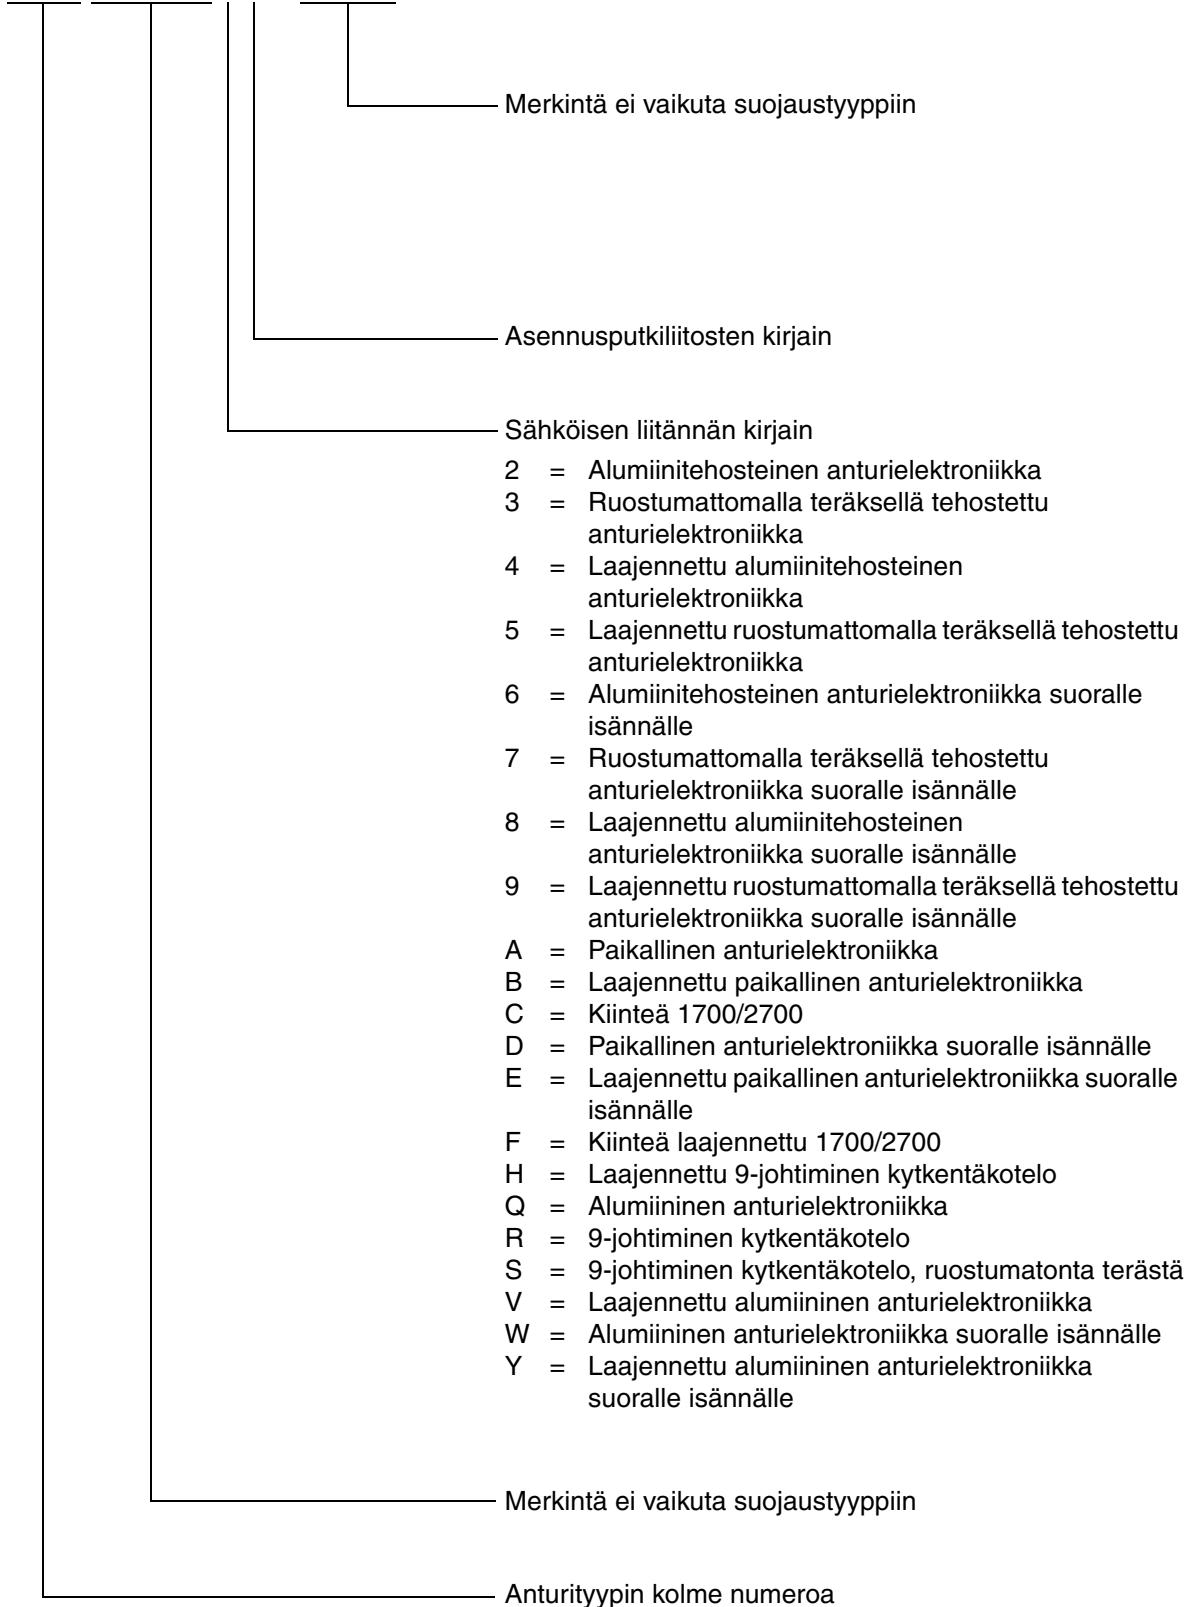 Merkintä ei vaikuta suojaustyyppiin
Asennusputkiliitosten kirjain
Sähköisen liitännän kirjain
2 = Alumiinitehosteinen anturielektroniikka
3 = Ruostumattomalla teräksellä tehostettu
anturielektroniikka
4 = Laajennettu alumiinitehosteinen
anturielektroniikka
5 = Laajennettu ruostumattomalla teräksellä tehostettu
anturielektroniikka
6 = Alumiinitehosteinen anturielektroniikka suoralle
isännälle
7 = Ruostumattomalla teräksellä tehostettu
anturielektroniikka suoralle isännälle
8 = Laajennettu alumiinitehosteinen
anturielektroniikka suoralle isännälle
9 = Laajennettu ruostumattomalla teräksellä tehostettu
anturielektroniikka suoralle isännälle
A = Paikallinen anturielektroniikka
B = Laajennettu paikallinen anturielektroniikka
C = Kiinteä 1700/2700
D = Paikallinen anturielektroniikka suoralle isännälle
E = Laajennettu paikallinen anturielektroniikka suoralle
isännälle
F = Kiinteä laajennettu 1700/2700
H = Laajennettu 9-johtiminen kytkentäkotelo
Q = Alumiininen anturielektroniikka
R = 9-johtiminen kytkentäkotelo
S = 9-johtiminen kytkentäkotelo, ruostumatonta terästä
V = Laajennettu alumiininen anturielektroniikka
W = Alumiininen anturielektroniikka suoralle isännälle
Y = Laajennettu alumiininen anturielektroniikka
suoralle isännälle
Merkintä ei vaikuta suojaustyyppiin
Anturityypin kolme numeroa